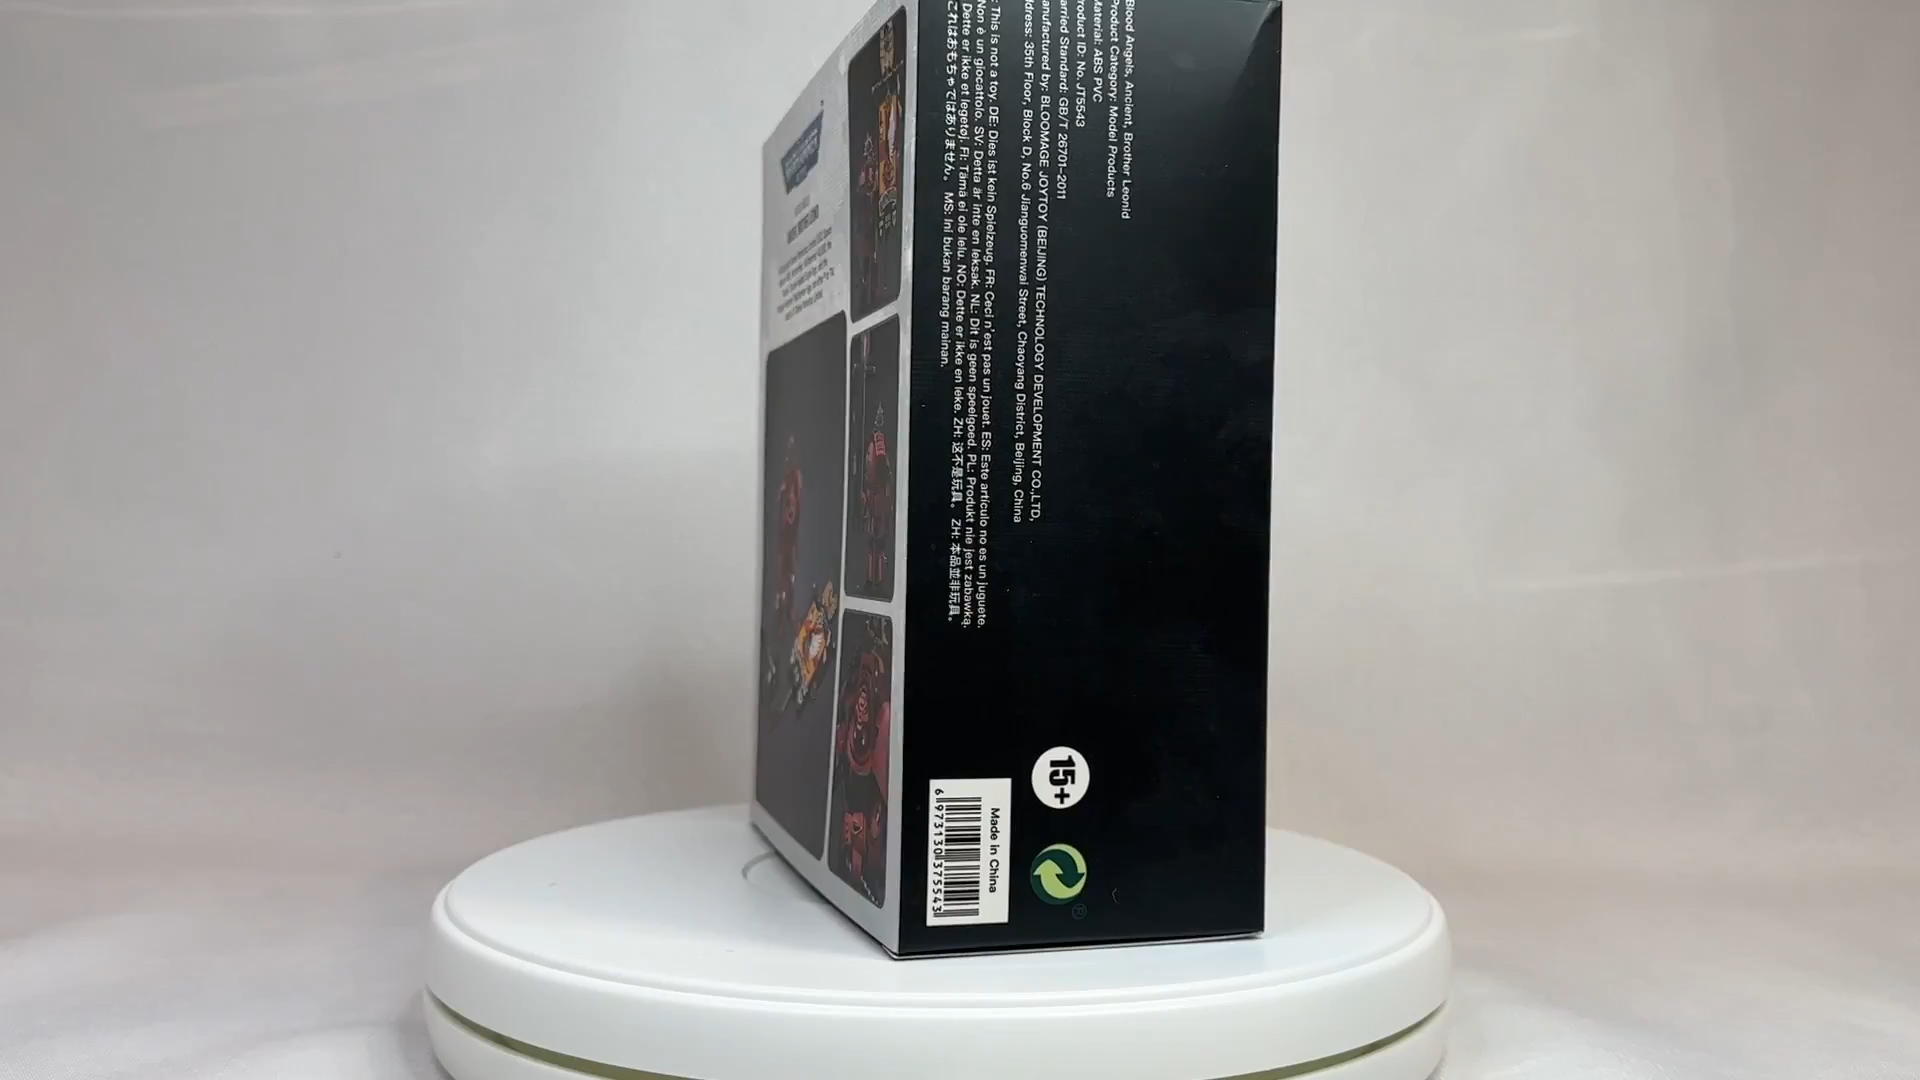 Blood Angels, Ancient, Brother Leonid
Product Category: Model Products
Material: ABS PVC
roduct ID: No. JT5543
arried Standard: GB/T 26701-2011
anufactured by: BLOOMAGE JOYTOY (BEIJING) TECHNOLOGY DEVELOPMENT CO.,LTD,
dress: 35th Floor, Block D, No.6 Jianguomenwai Street, Chaoyang District, Beijing, China
: This is not a toy. DE: Dies ist kein Spielzeug. FR: Ceci n'est pas un jouet. ES: Este artículo no es un juguete.
Non è un giocattolo. SV: Detta är inte en leksak. NL: Dit is geen speelgoed. PL: Produkt nie jest zabawką.
Dette er ikke et legetøj. FI: Tämä ei ole lelu. NO: Dette er ikke en leke. ZH: 这不是玩具。 ZH: 本品並非玩具。
これはおもちゃではありません。 MS: Ini bukan barang mainan.
15+
Made in China
6 973130 375543
®